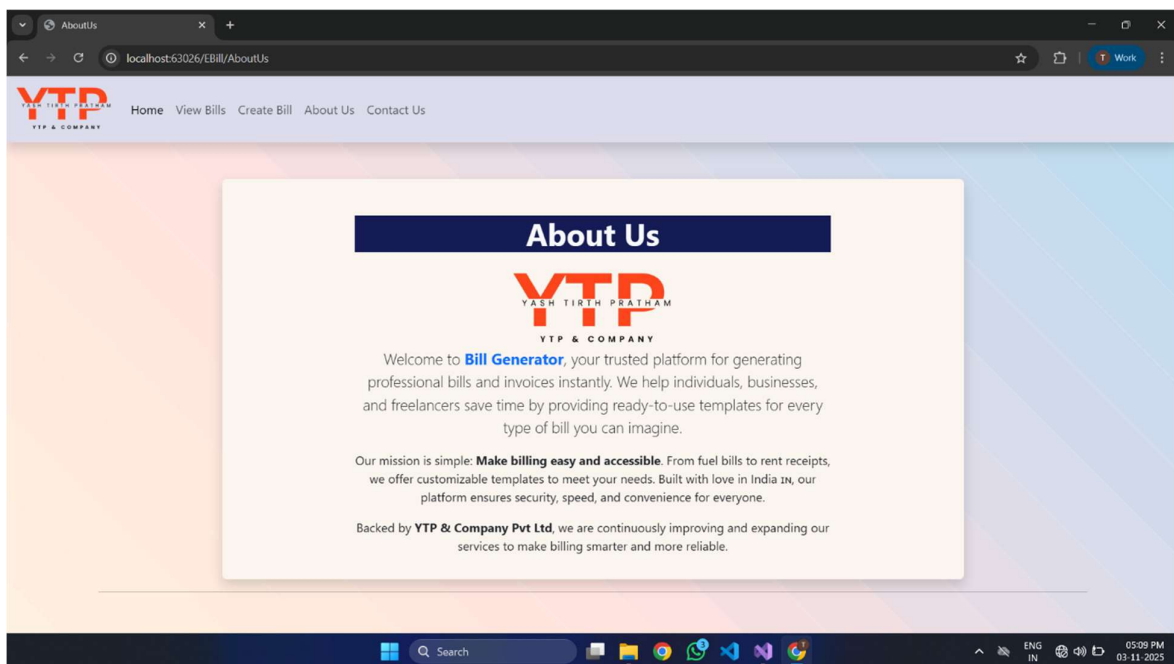 AboutUs
localhost:63026/EBill/AboutUs
T Work
YTP
YASH TIRTH PRATHAM
YTP & COMPANY
Home View Bills Create Bill About Us Contact Us
About Us
YTP
YASH TIRTH PRATHAM
YTP & COMPANY
Welcome to Bill Generator, your trusted platform for generating
professional bills and invoices instantly. We help individuals, businesses,
and freelancers save time by providing ready-to-use templates for every
type of bill you can imagine.
Our mission is simple: Make billing easy and accessible. From fuel bills to rent receipts,
we offer customizable templates to meet your needs. Built with love in India IN, our
platform ensures security, speed, and convenience for everyone.
Backed by YTP & Company Pvt Ltd, we are continuously improving and expanding our
services to make billing smarter and more reliable.
Search
3
ENG
IN
05:09 PM
03-11-2025